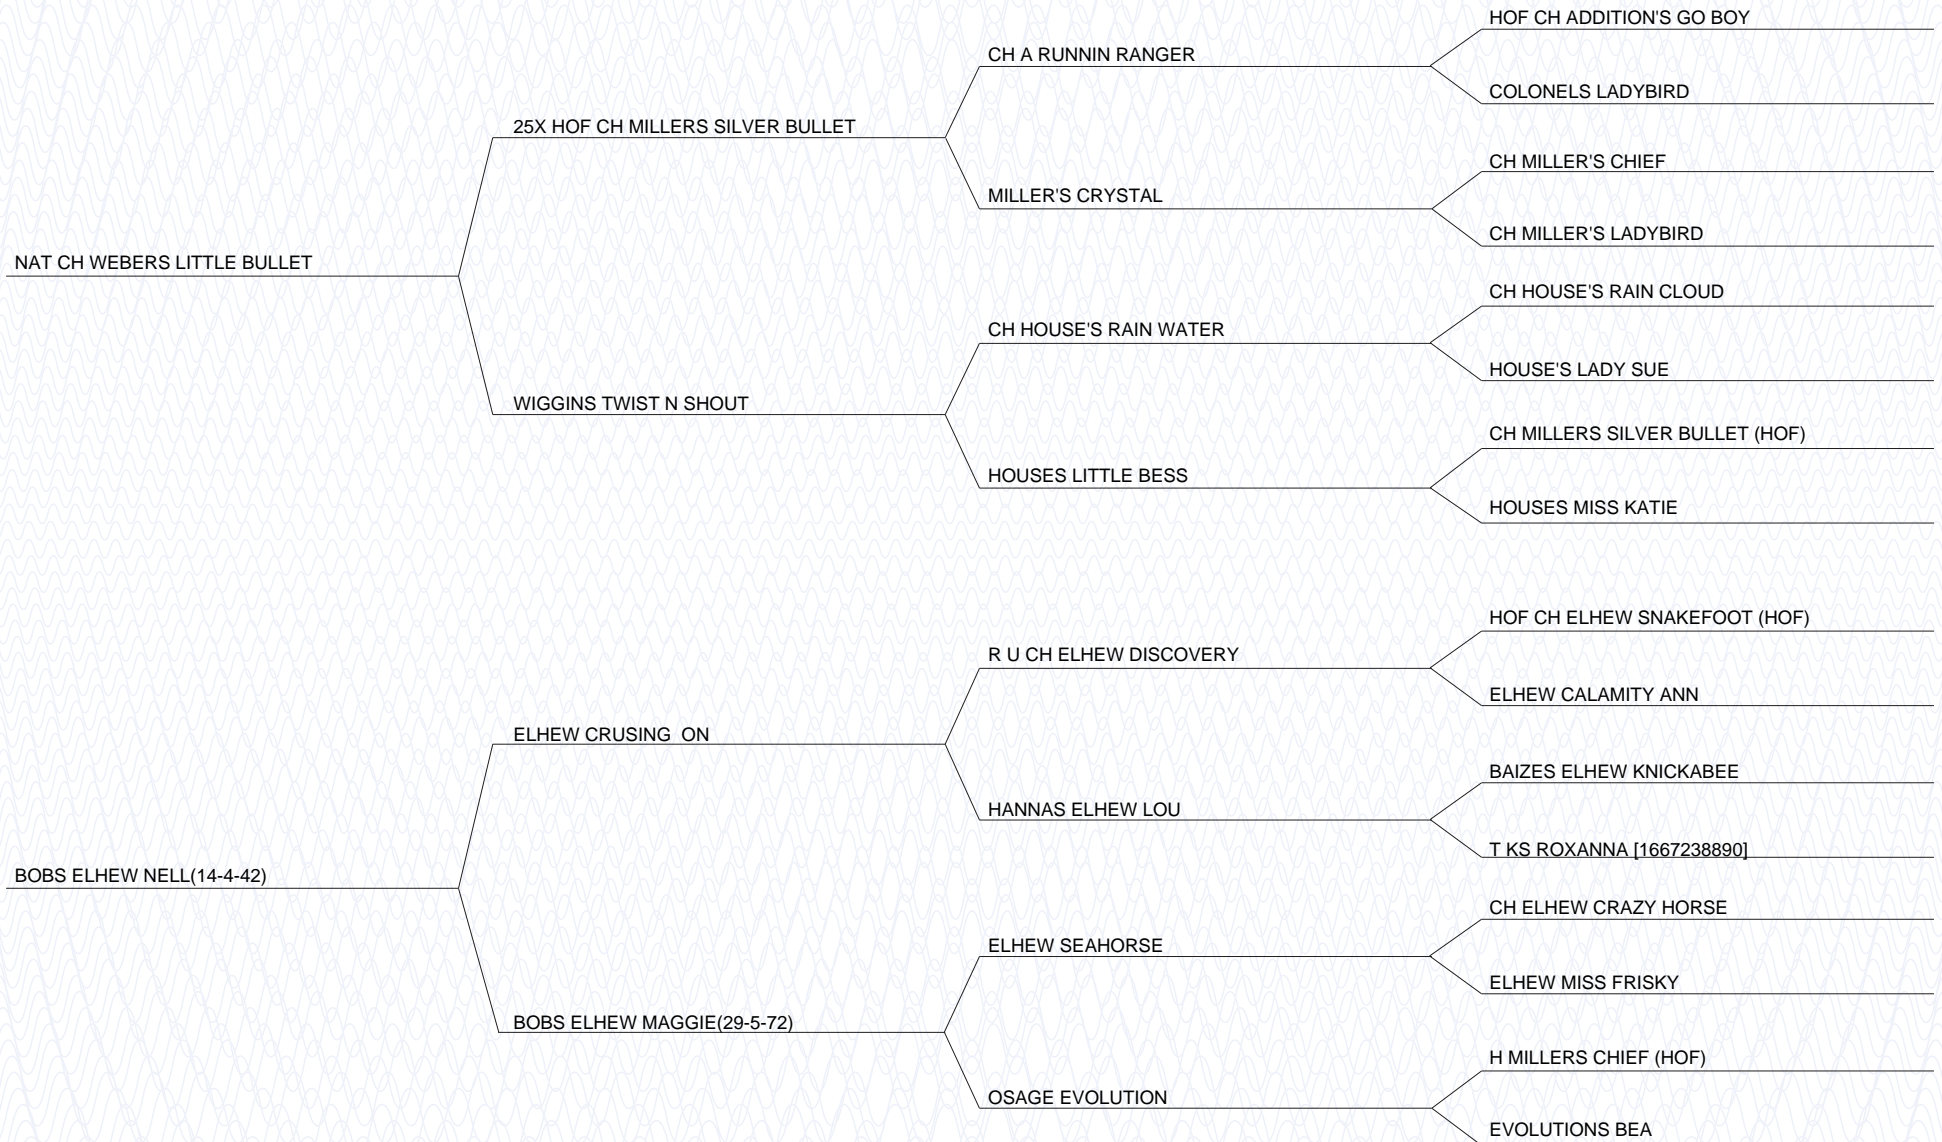 HOF CH ADDITION'S GO BOY
CH A RUNNIN RANGER
COLONELS LADYBIRD
25X HOF CH MILLERS SILVER BULLET
CH MILLER'S CHIEF
MILLER'S CRYSTAL
CH MILLER'S LADYBIRD
NAT CH WEBERS LITTLE BULLET
CH HOUSE'S RAIN CLOUD
CH HOUSE'S RAIN WATER
HOUSE'S LADY SUE
WIGGINS TWIST N SHOUT
CH MILLERS SILVER BULLET (HOF)
HOUSES LITTLE BESS
HOUSES MISS KATIE
HOF CH ELHEW SNAKEFOOT (HOF)
R U CH ELHEW DISCOVERY
ELHEW CALAMITY ANN
ELHEW CRUSING  ON
BAIZES ELHEW KNICKABEE
HANNAS ELHEW LOU
T KS ROXANNA [1667238890]
BOBS ELHEW NELL(14-4-42)
CH ELHEW CRAZY HORSE
ELHEW SEAHORSE
ELHEW MISS FRISKY
BOBS ELHEW MAGGIE(29-5-72)
H MILLERS CHIEF (HOF)
OSAGE EVOLUTION
EVOLUTIONS BEA